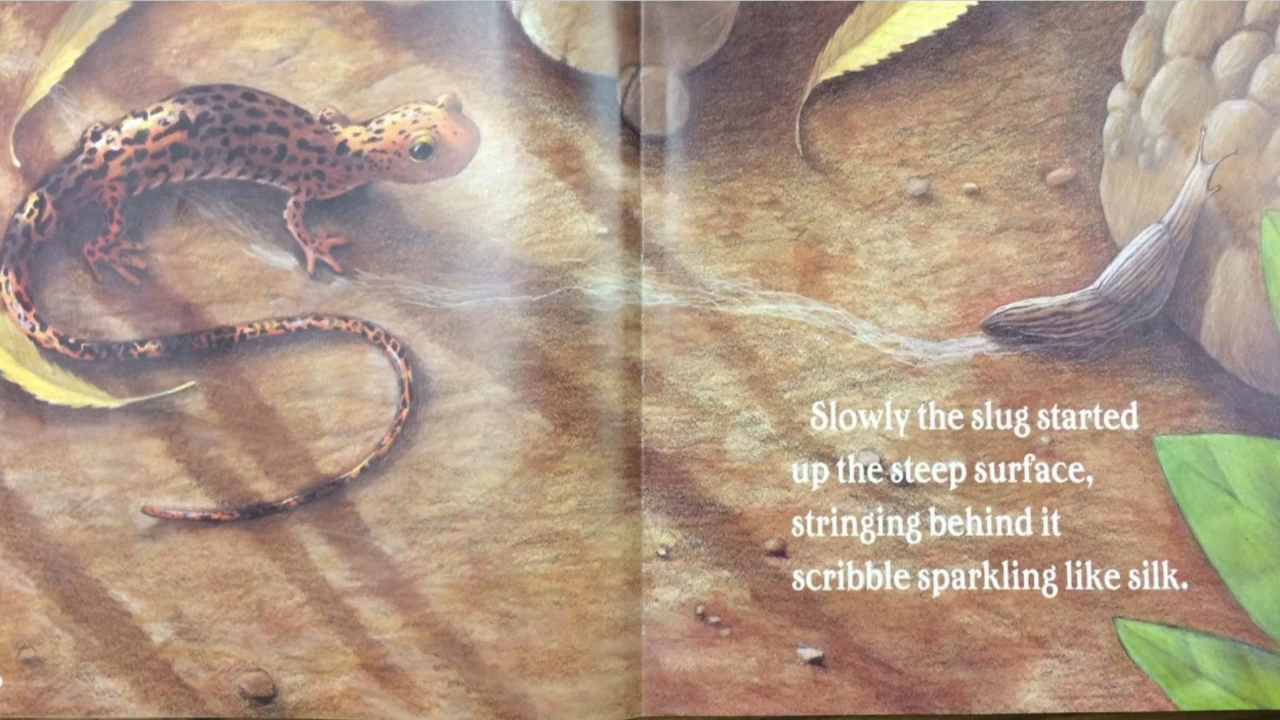 Slowly the slug started
up the steep surface,
stringing behind it
scribble sparkling like silk.